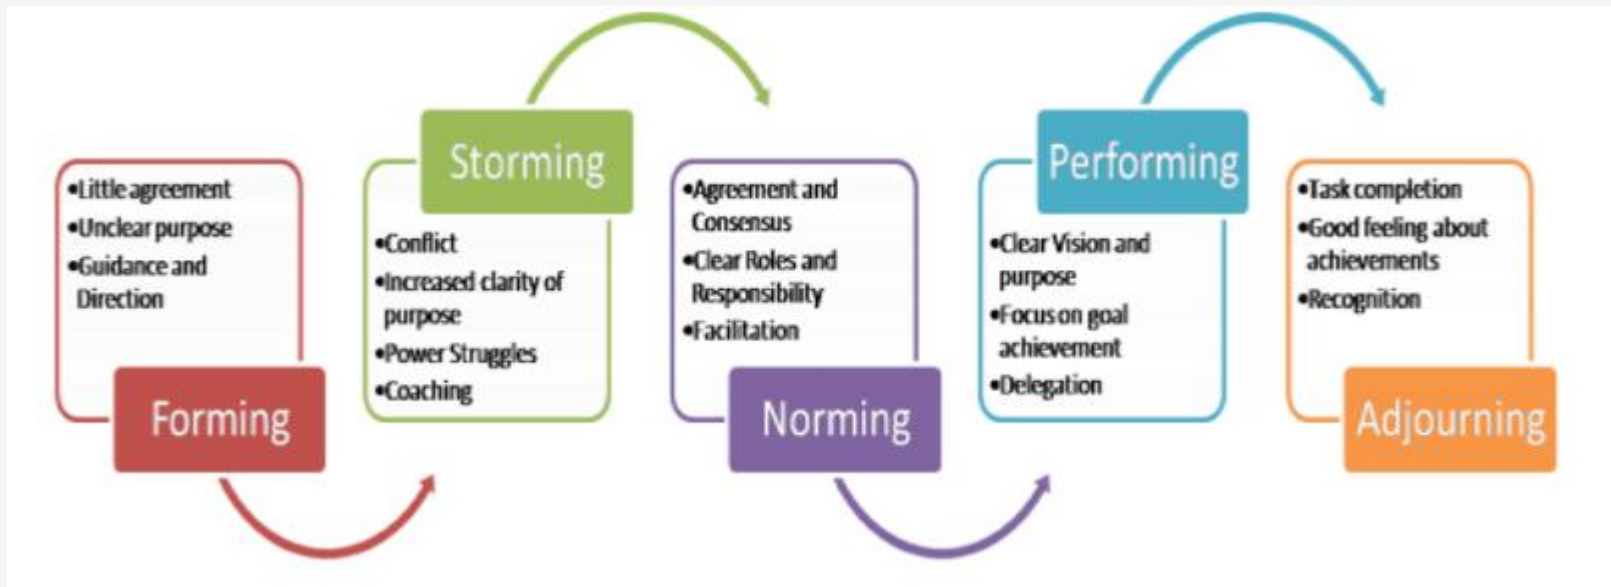 •Little agreement
•Unclear purpose
•Guidance and
Direction
Forming
Storming
•Conflict
•Increased clarity of
purpose
•Power Struggles
•Coaching
•Agreement and
Consensus
•Clear Roles and
Responsibility
•Facilitation
Norming
Performing
•Clear Vision and
purpose
•Focus on goal
achievement
•Delegation
•Task completion
•Good feeling about
achievements
•Recognition
Adjourning